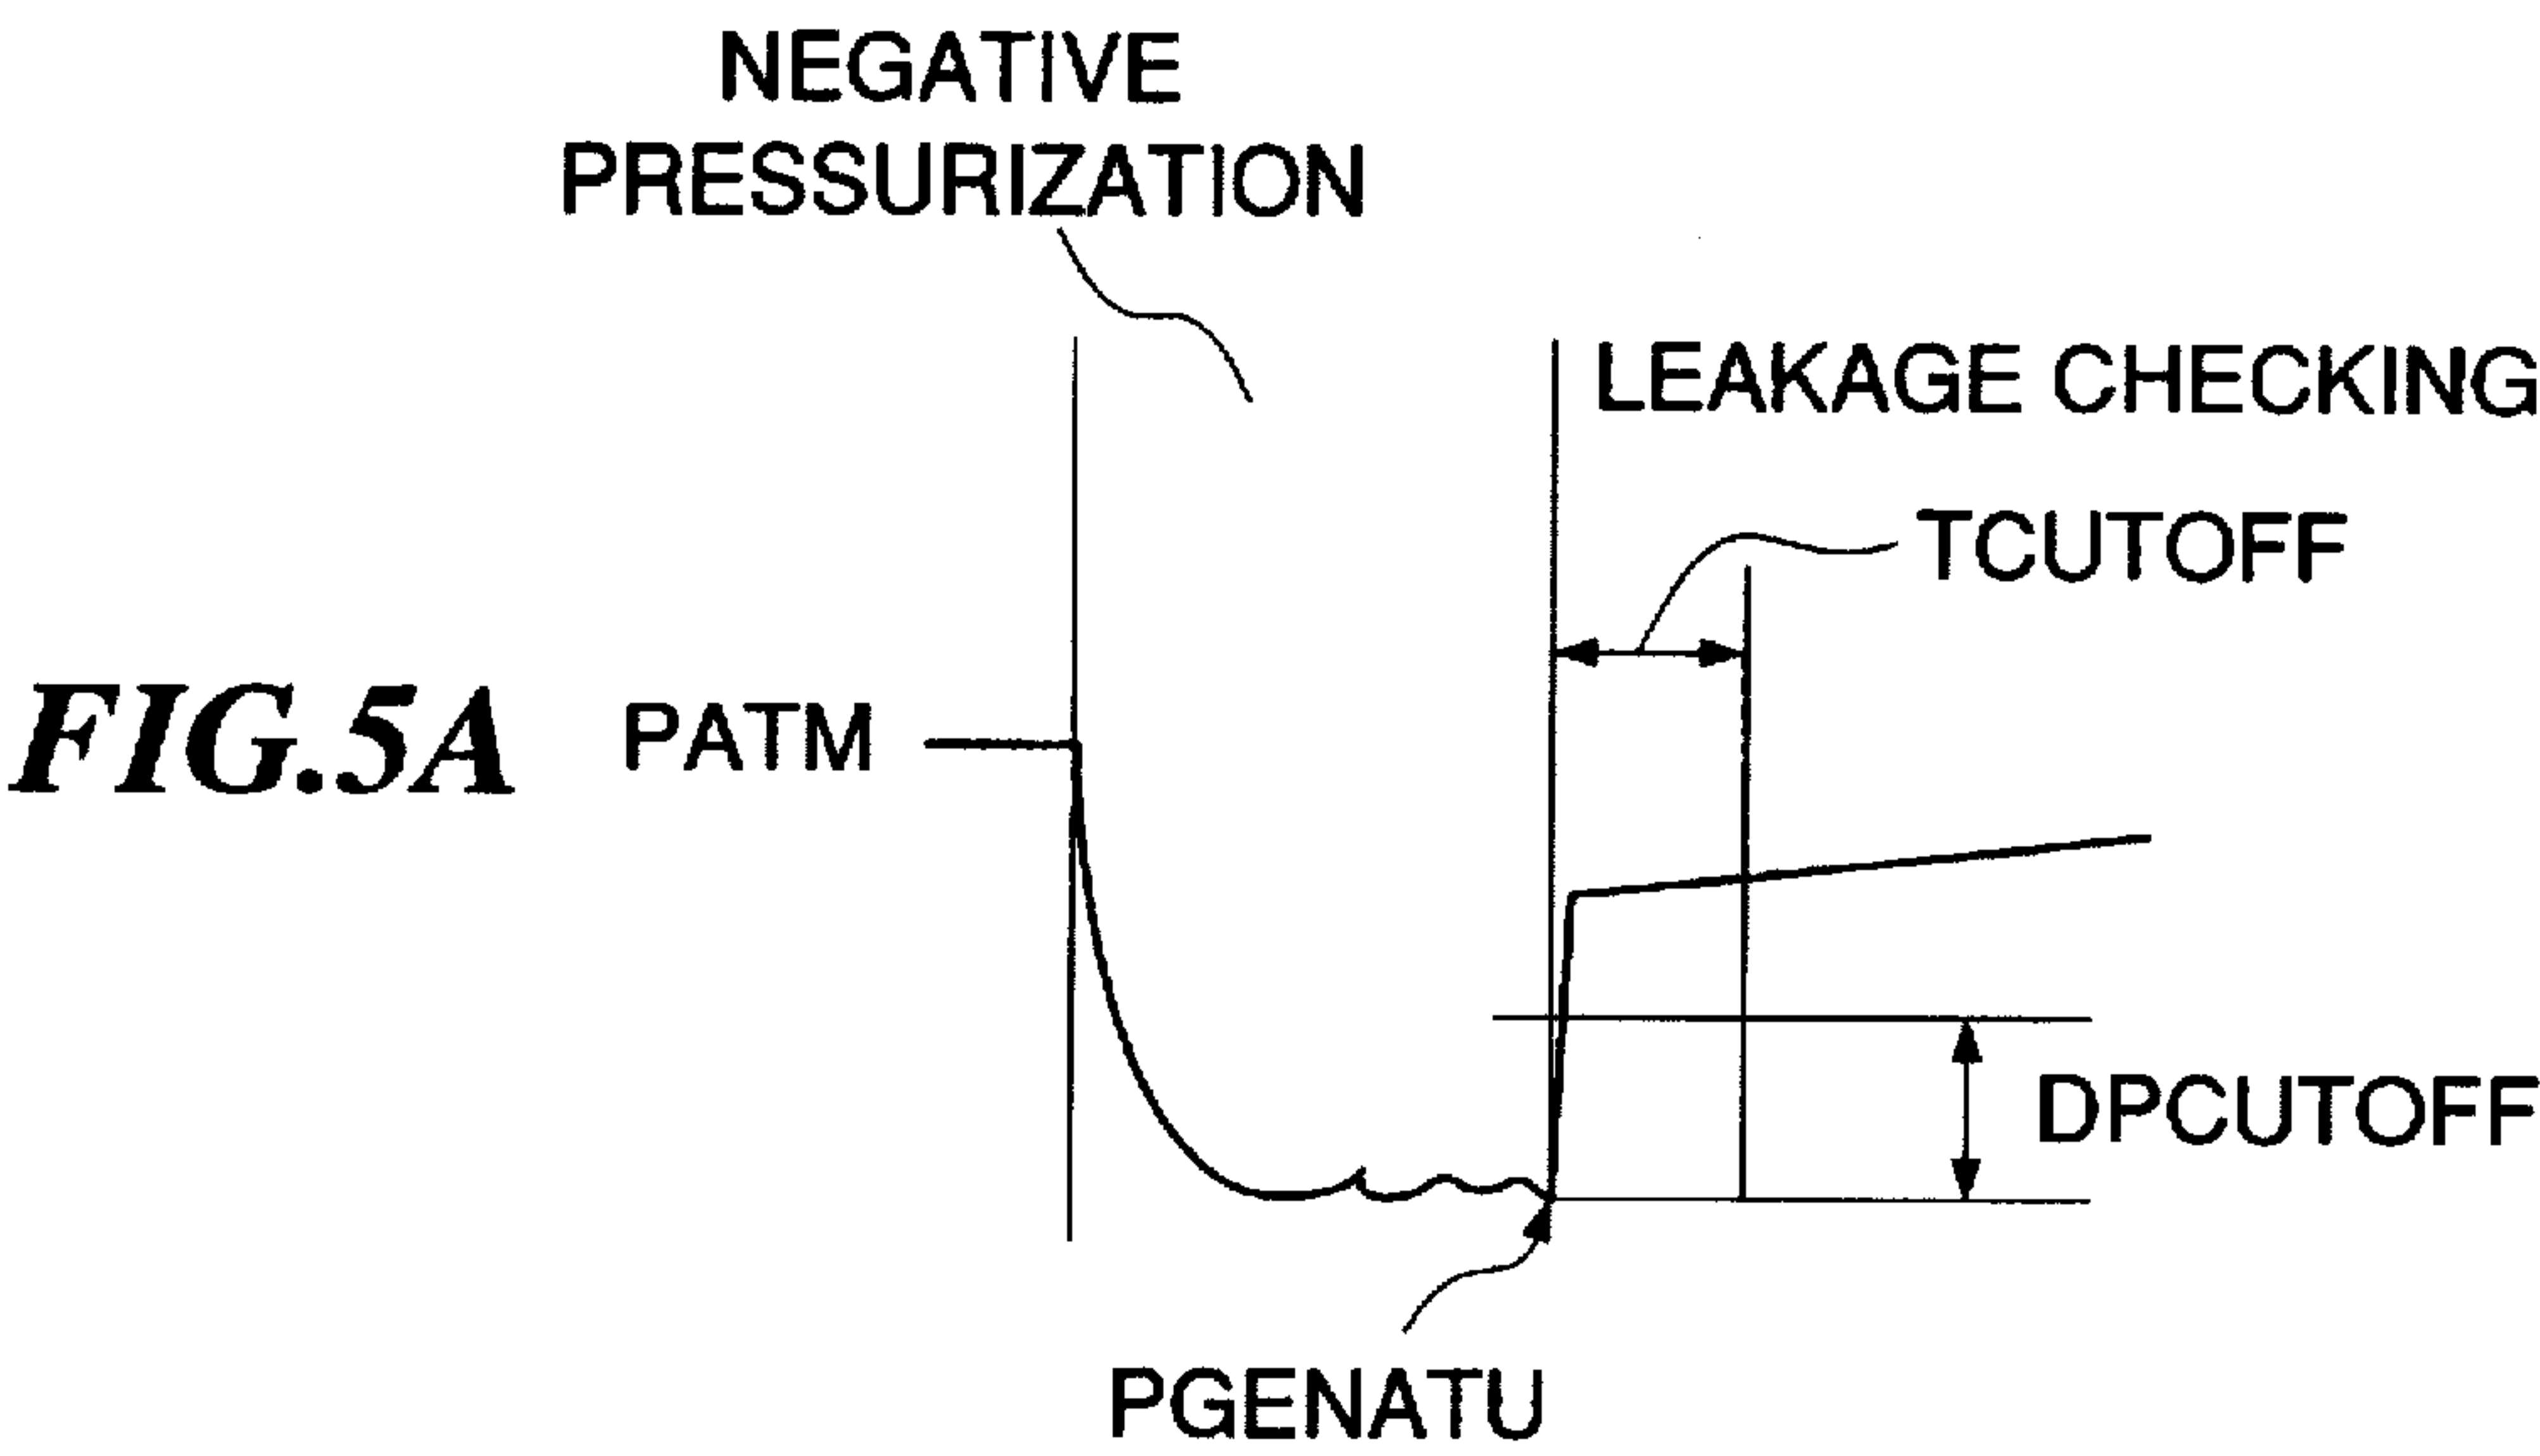 NEGATIVE
PRESSURIZATION
LEAKAGE CHECKING
TCUTOFF
FIG.5A
PATM
DPCUTOFF
PGENATU